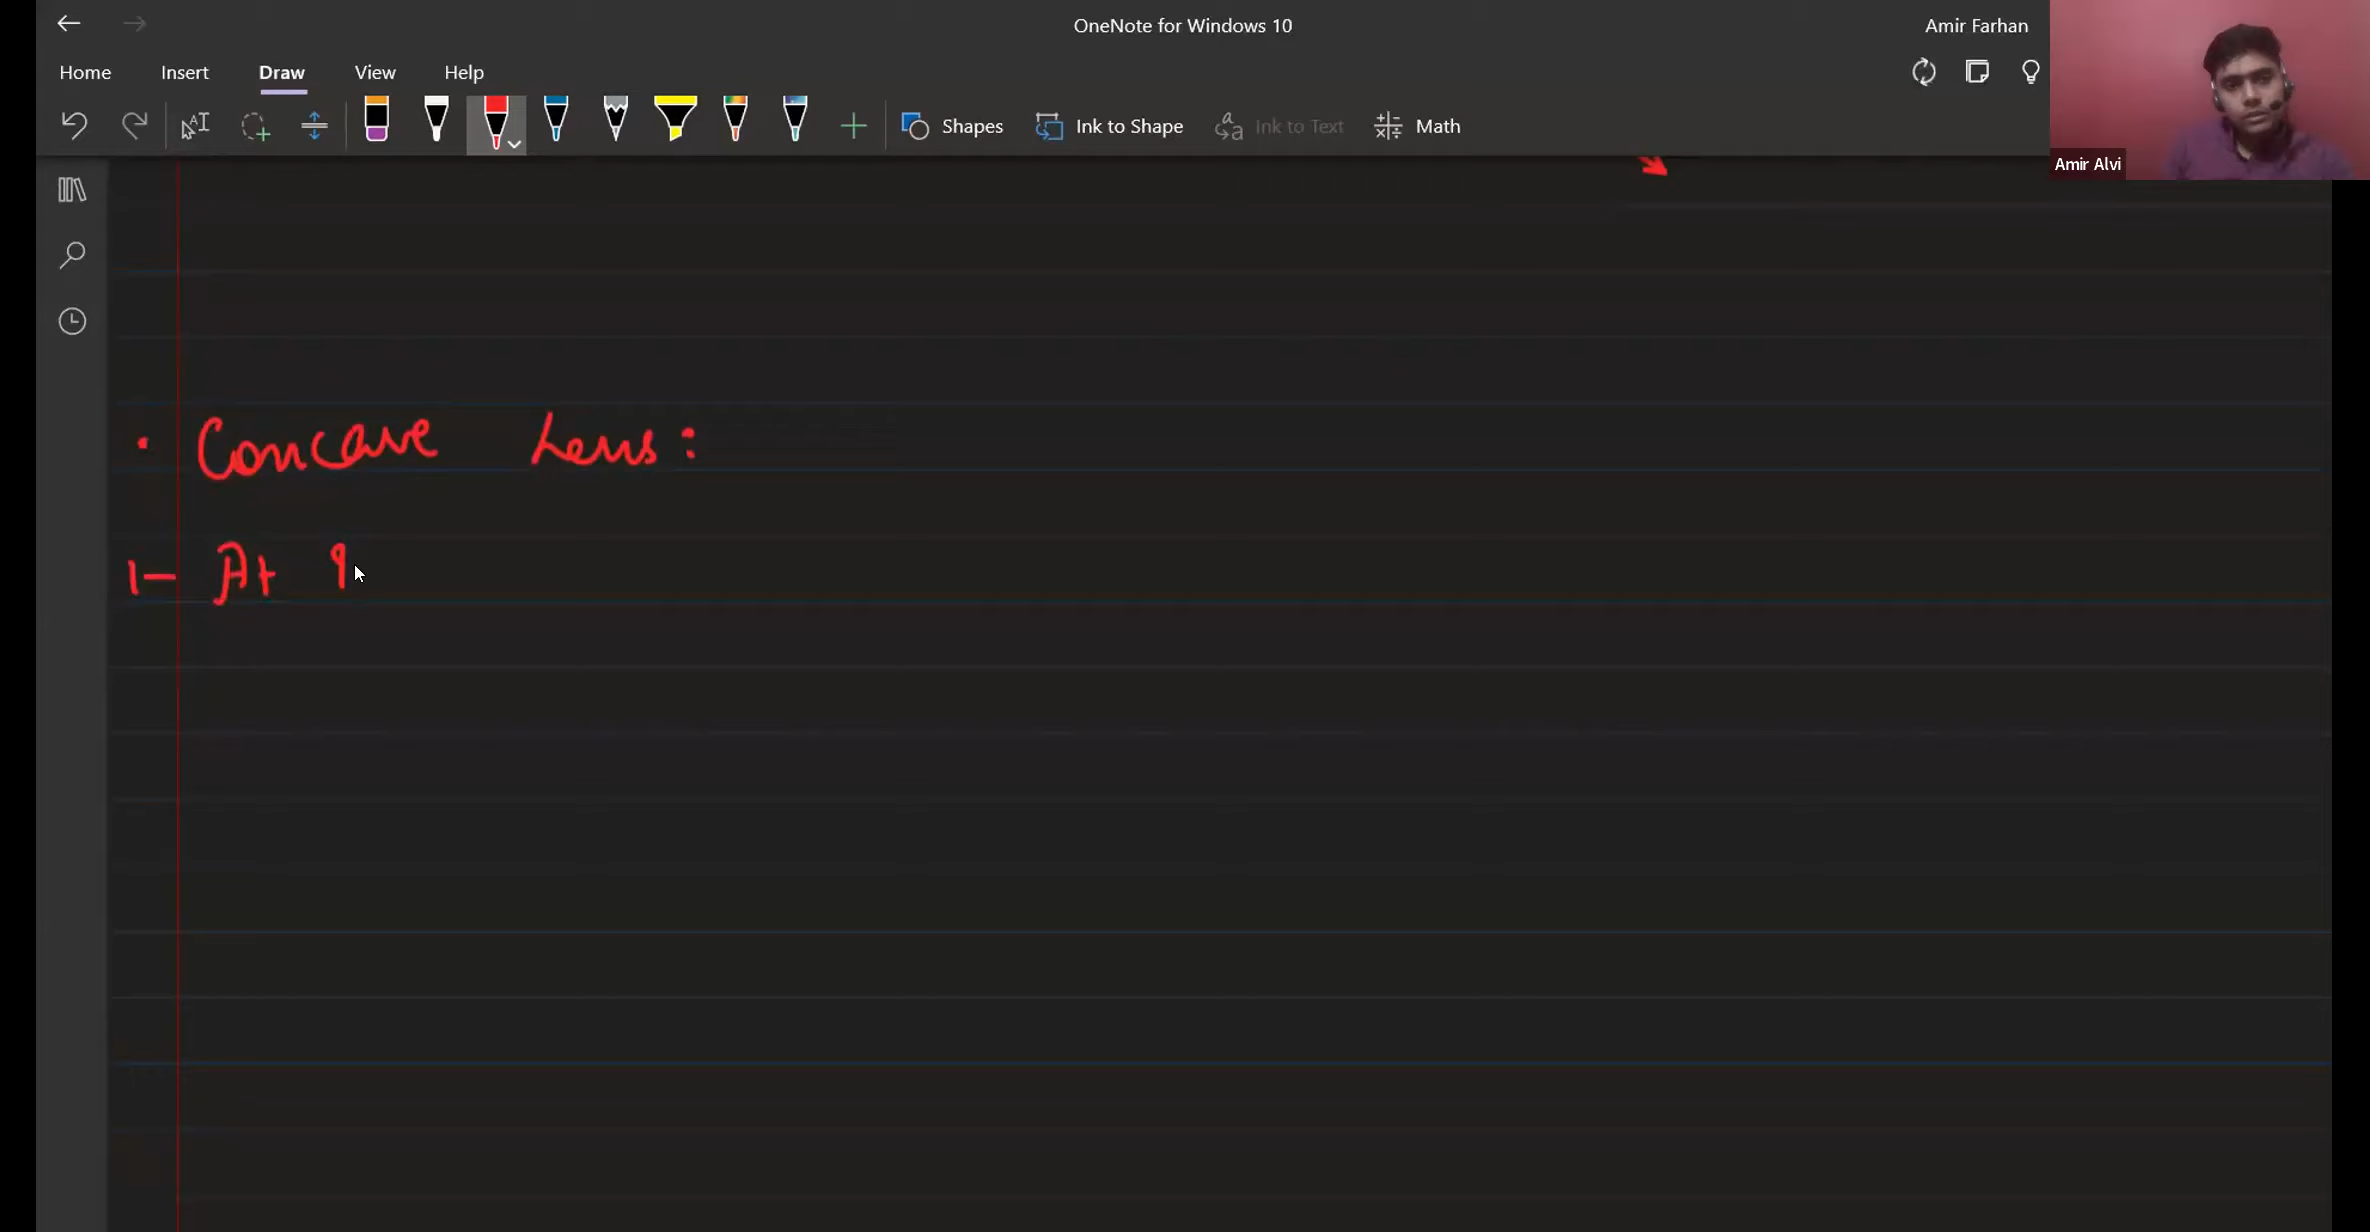 OneNote for Windows 10
Amir Farhan
Home Insert Draw View Help
Shapes Ink to Shape Ink to Text Math
Amir Alvi
• Concave Lens:
1- At